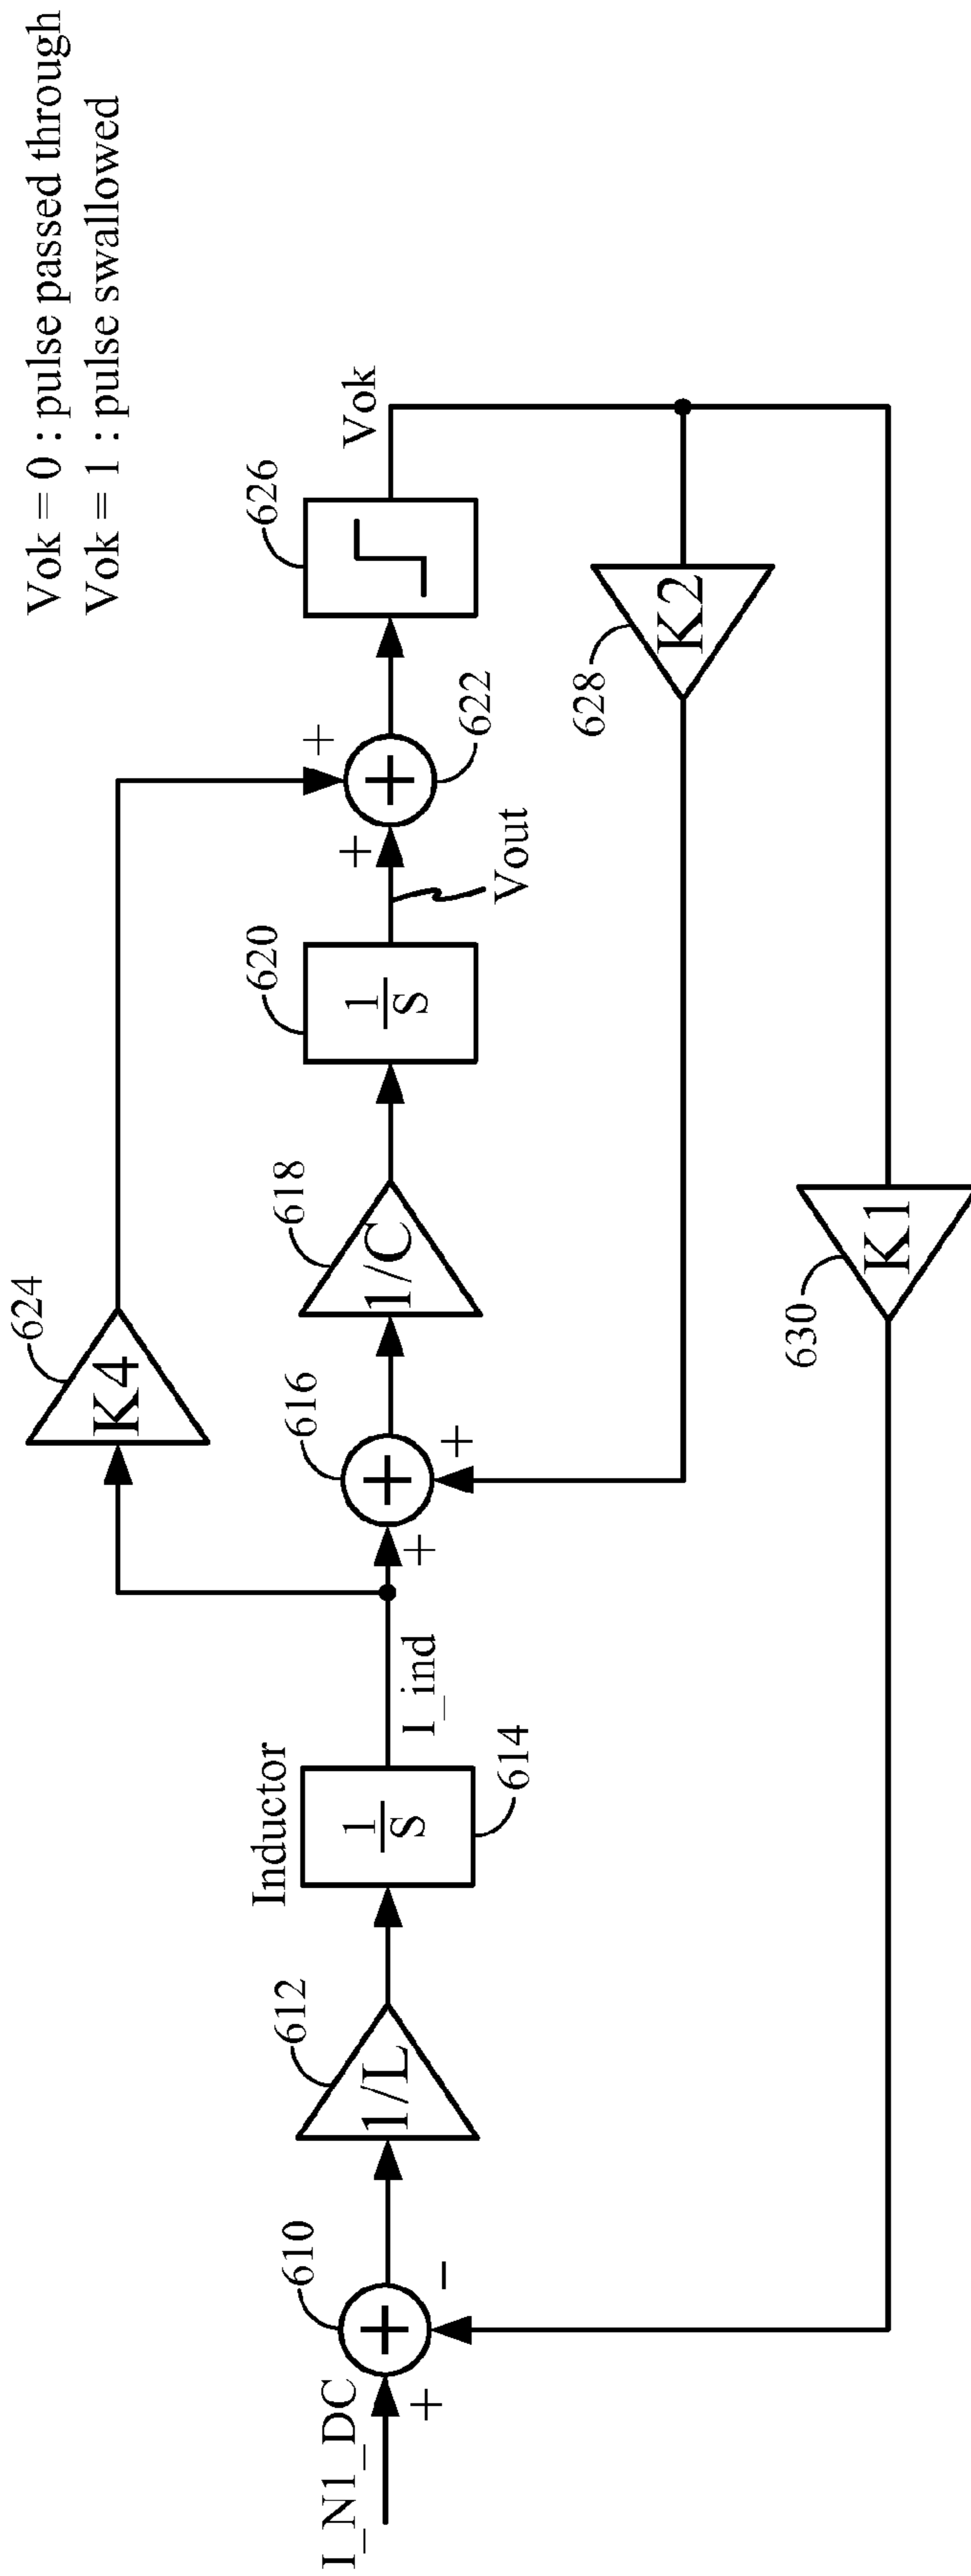 Vok = 0 : pulse passed through
Vok = 1 : pulse swallowed
624
K4
I_N1_DC
+
610
+
−
612
1/L
Inductor
1
S
614
I_ind
+
616
+
+
618
1/C
620
1
S
Vout
+
+
+
622
626
Vok
628
K2
630
K1